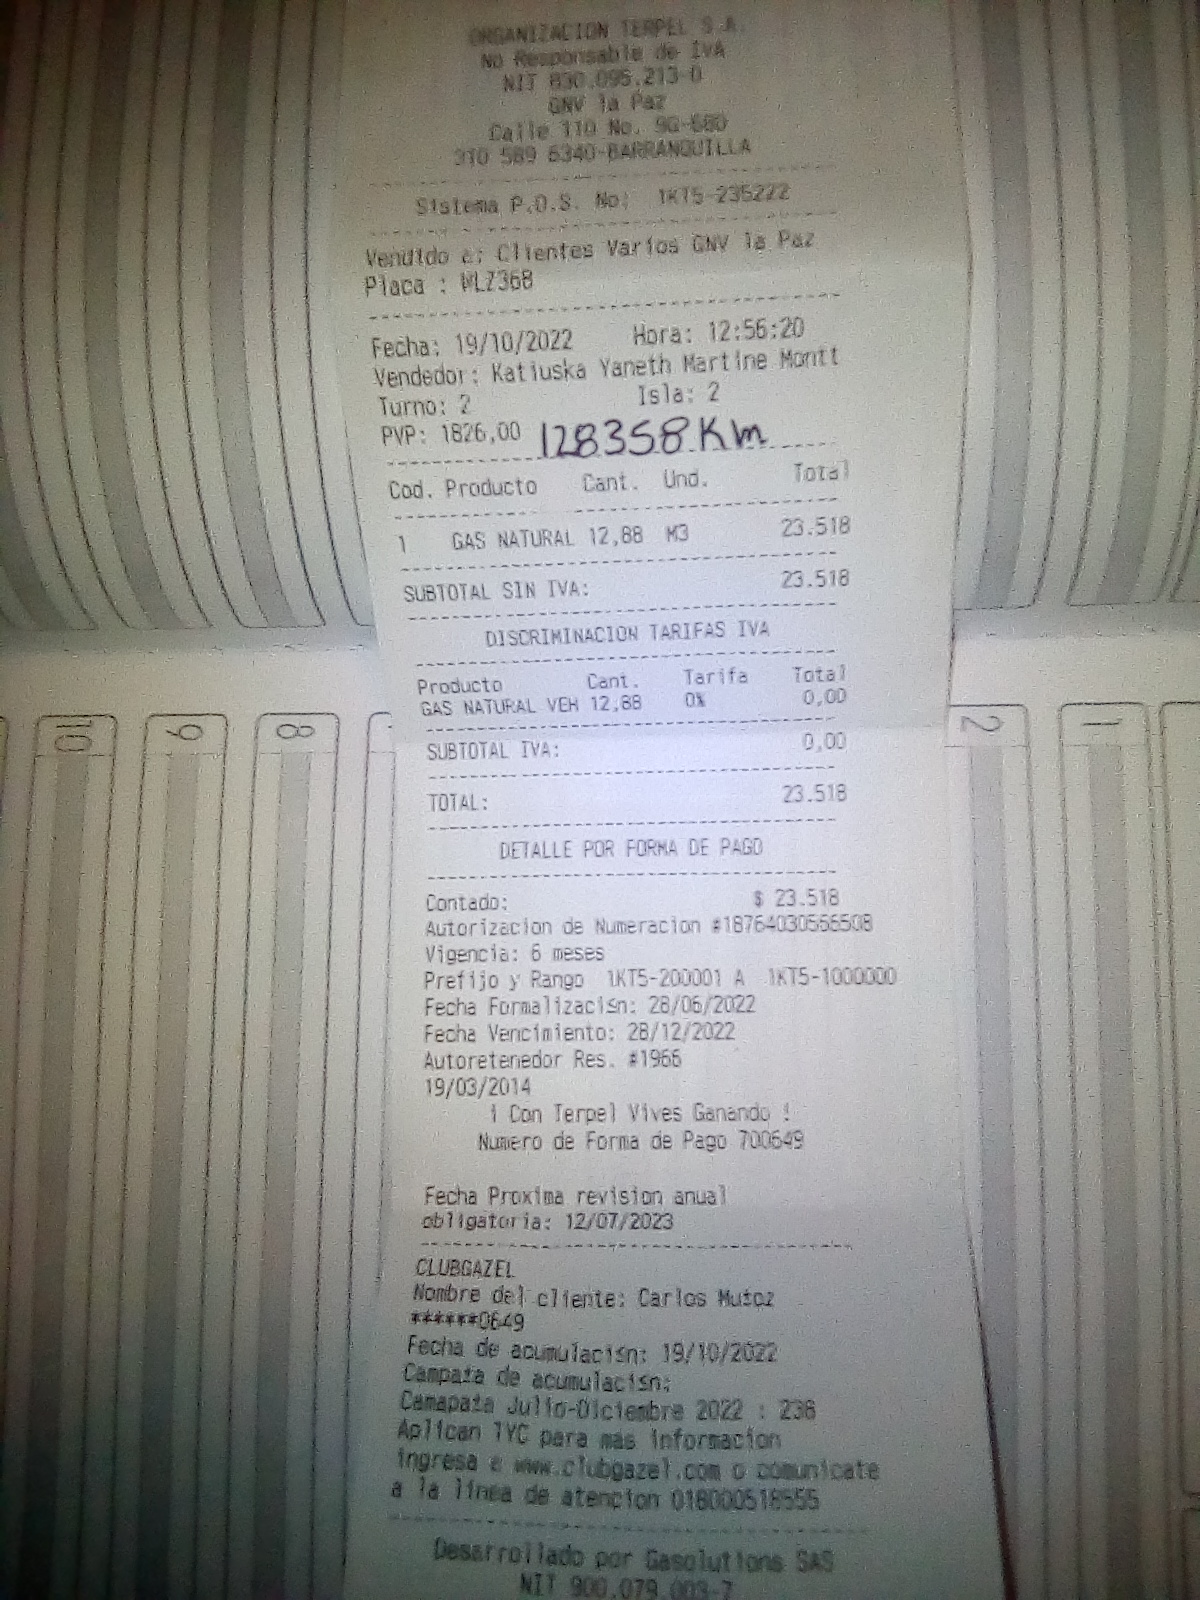 ORGANIZACION TERPEL S.A.
No Responsable de IVA
NIT 830.095.213-0
GNV la Paz
Calle 110 No. 9G-680
310 589 6340-BARRANQUILLA
Sistema P.O.S. No: 1KT5-235222
Vendido a: Clientes Varios GNV la Paz
Placa : WLZ368
Fecha: 19/10/2022 Hora: 12:56:20
Vendedor: Katiuska Yaneth Martine Montt
Turno: 2 Isla: 2
PVP: 1826,00 128358 Km
Cod. Producto Cant. Und. Total
1 GAS NATURAL 12,88 M3 23.518
SUBTOTAL SIN IVA: 23.518
DISCRIMINACION TARIFAS IVA
Producto Cant. Tarifa Total
GAS NATURAL VEH 12,88 0% 0,00
SUBTOTAL IVA: 0,00
TOTAL: 23.518
DETALLE POR FORMA DE PAGO
Contado: $ 23.518
Autorizacion de Numeracion #18764030556508
Vigencia: 6 meses
Prefijo y Rango 1KT5-200001 A 1KT5-1000000
Fecha Formalización: 28/06/2022
Fecha Vencimiento: 28/12/2022
Autoretenedor Res. #1966
19/03/2014
¡ Con Terpel Vives Ganando !
Numero de Forma de Pago 700649
Fecha Proxima revision anual
obligatoria: 12/07/2023
CLUBGAZEL
Nombre del cliente: Carlos Muñoz
******0649
Fecha de acumulación: 19/10/2022
Campaña de acumulación:
Camapaña Julio-Diciembre 2022 : 236
Aplican TYC para mas informacion
ingresa a www.clubgazel.com o comunicate
a la linea de atencion 018000518555
Desarrollado por Gasolutions SAS
NIT 900.079.003-7
10 9 8 2 1